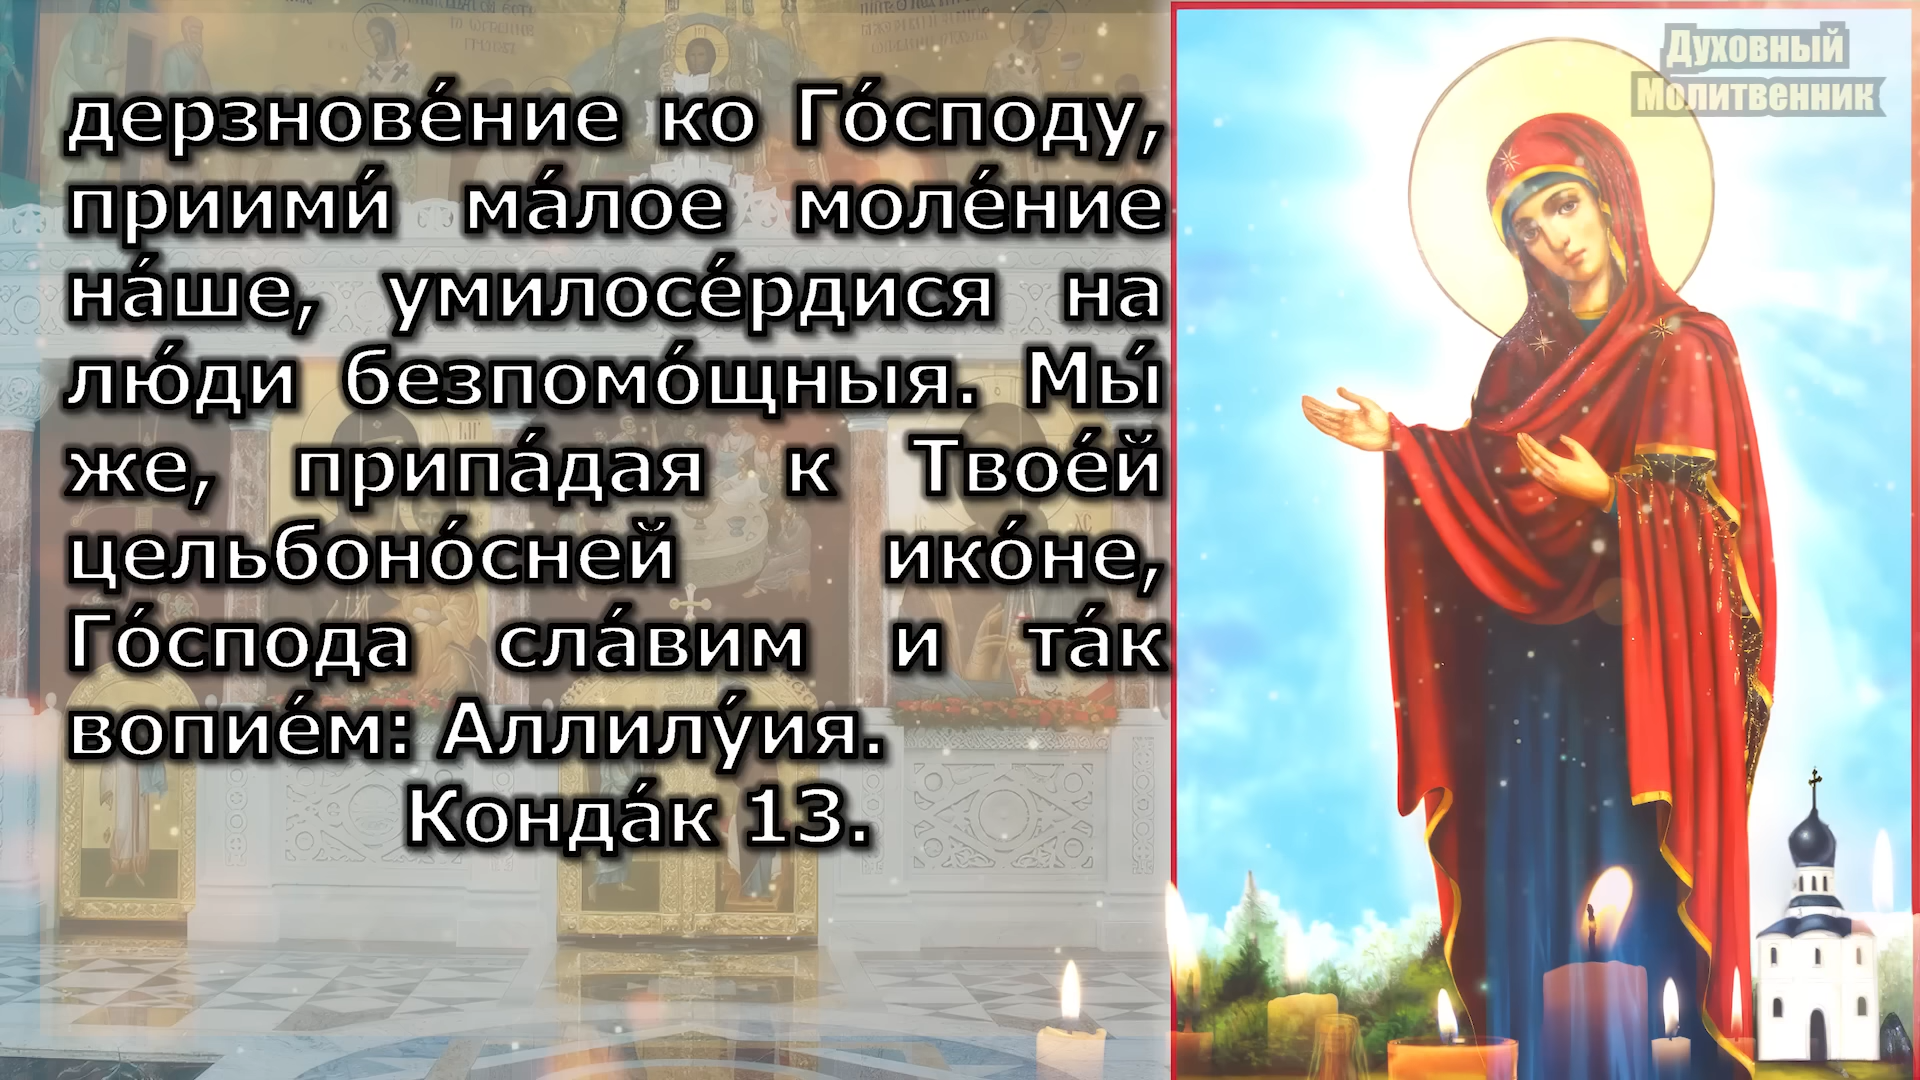 дерзнове́ние ко Го́споду,
приими́ ма́лое моле́ние
на́ше, умилосе́рдися на
лю́ди безпомо́щныя. Мы́
же, припа́дая к Твое́й
цельбоно́сней ико́не,
Го́спода сла́вим и та́к
вопие́м: Аллилу́ия.
Конда́к 13.
Духовный
Молитвенник